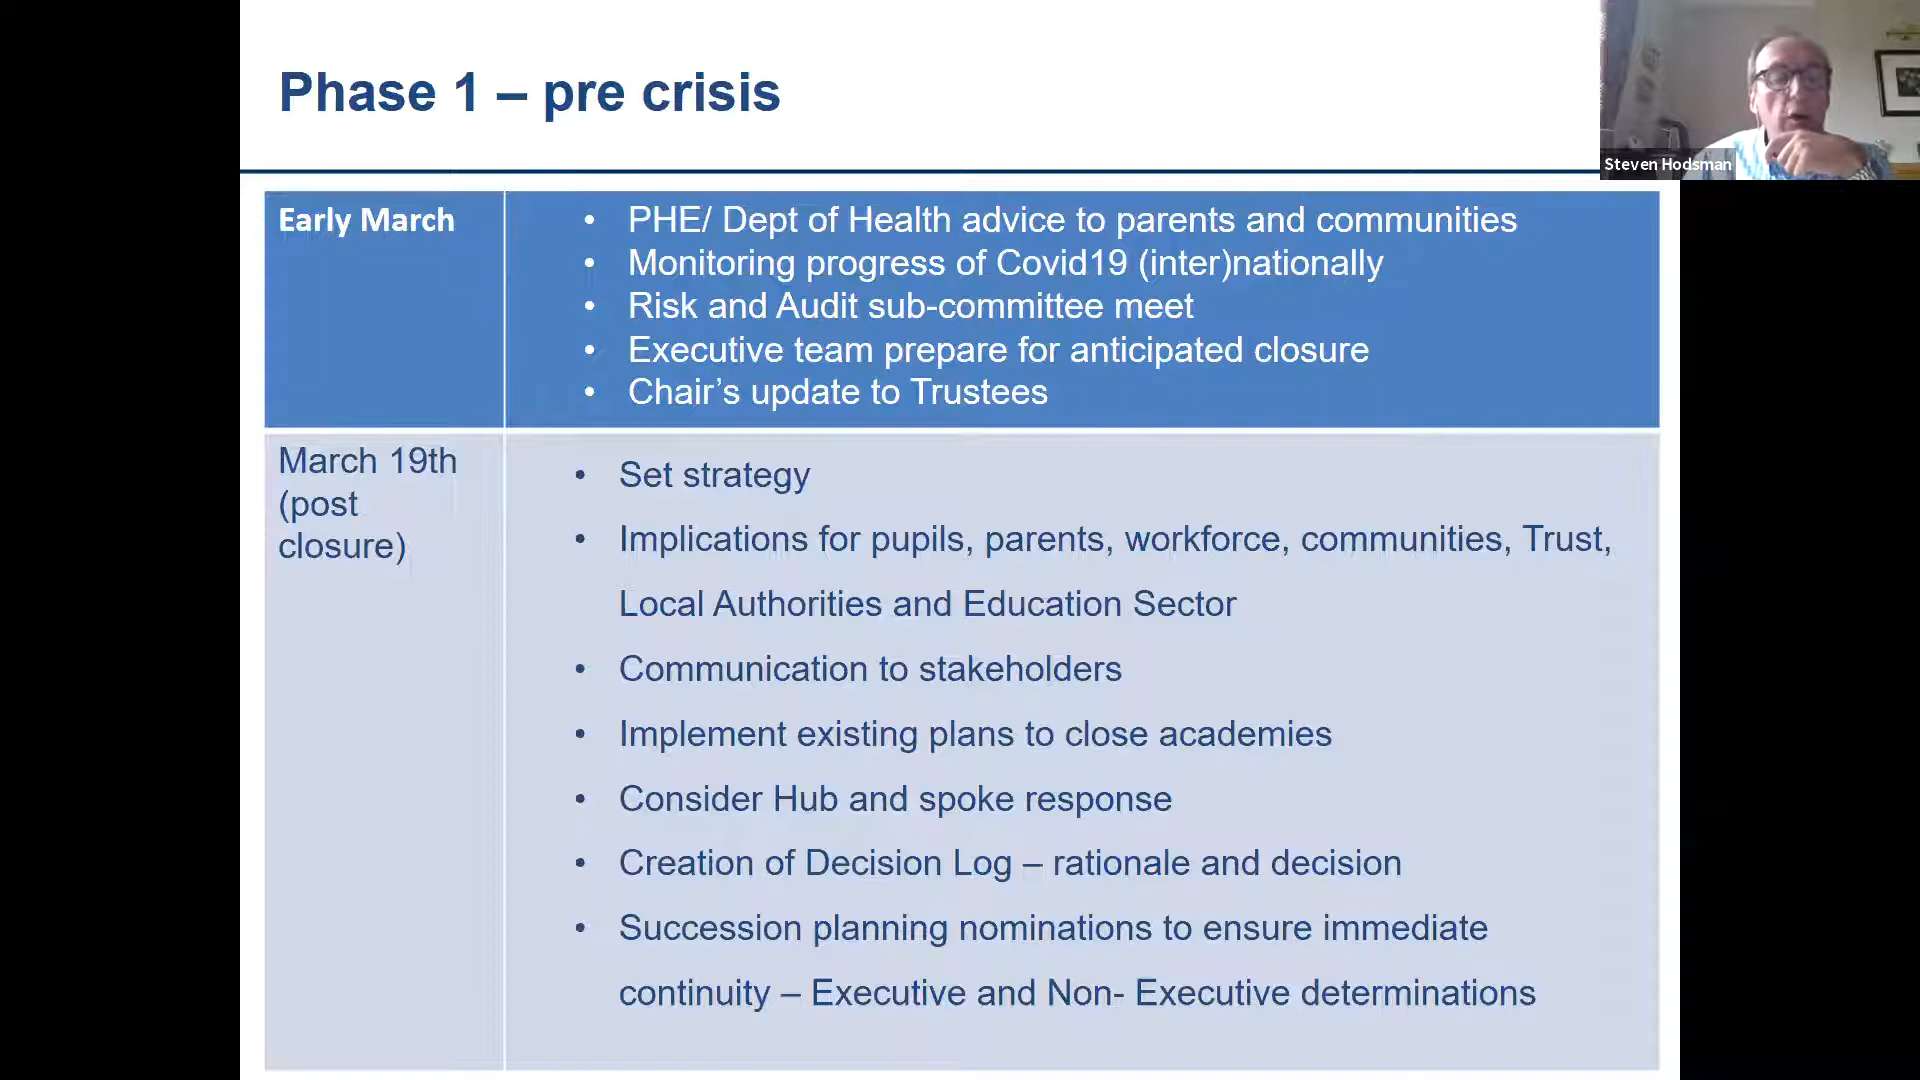 Phase 1 – pre crisis
Steven Hodsman
Early March
• PHE/ Dept of Health advice to parents and communities
• Monitoring progress of Covid19 (inter)nationally
• Risk and Audit sub-committee meet
• Executive team prepare for anticipated closure
• Chair’s update to Trustees
March 19th
(post
closure)
• Set strategy
• Implications for pupils, parents, workforce, communities, Trust,
Local Authorities and Education Sector
• Communication to stakeholders
• Implement existing plans to close academies
• Consider Hub and spoke response
• Creation of Decision Log – rationale and decision
• Succession planning nominations to ensure immediate
continuity – Executive and Non- Executive determinations